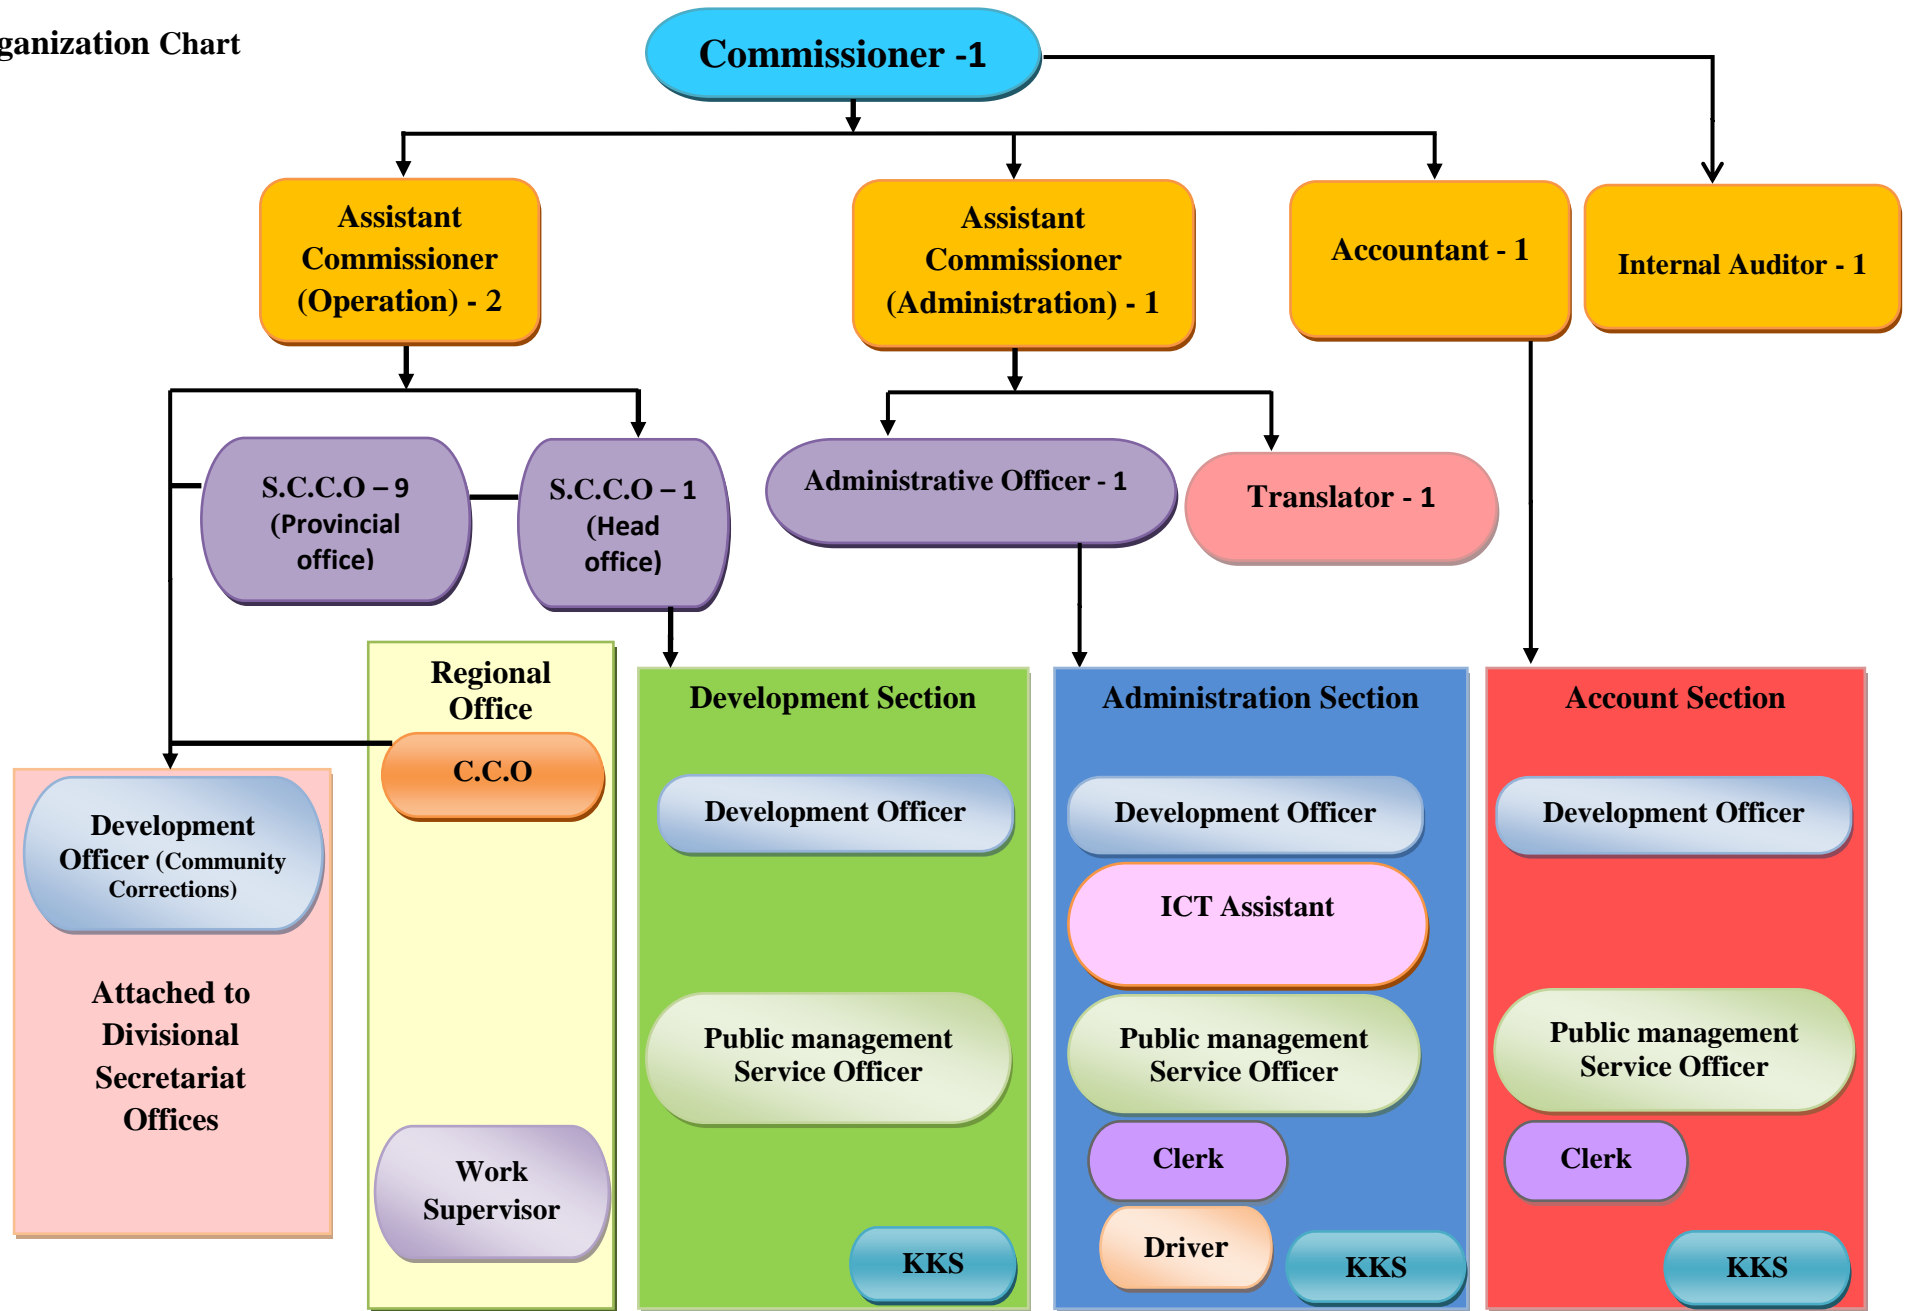 ganization Chart
Commissioner -1
Assistant
Commissioner
(Operation) - 2
Assistant
Commissioner
(Administration) - 1
Accountant - 1
Internal Auditor - 1
S.C.C.O – 9
(Provincial
office)
S.C.C.O – 1
(Head
office)
Administrative Officer - 1
Translator - 1
Regional
Office
C.C.O
Work
Supervisor
Development
Officer (Community
Corrections)
Attached to
Divisional
Secretariat
Offices
Development Section
Development Officer
Public management
Service Officer
KKS
Administration Section
Development Officer
ICT Assistant
Public management
Service Officer
Clerk
Driver
KKS
Account Section
Development Officer
Public management
Service Officer
Clerk
KKS